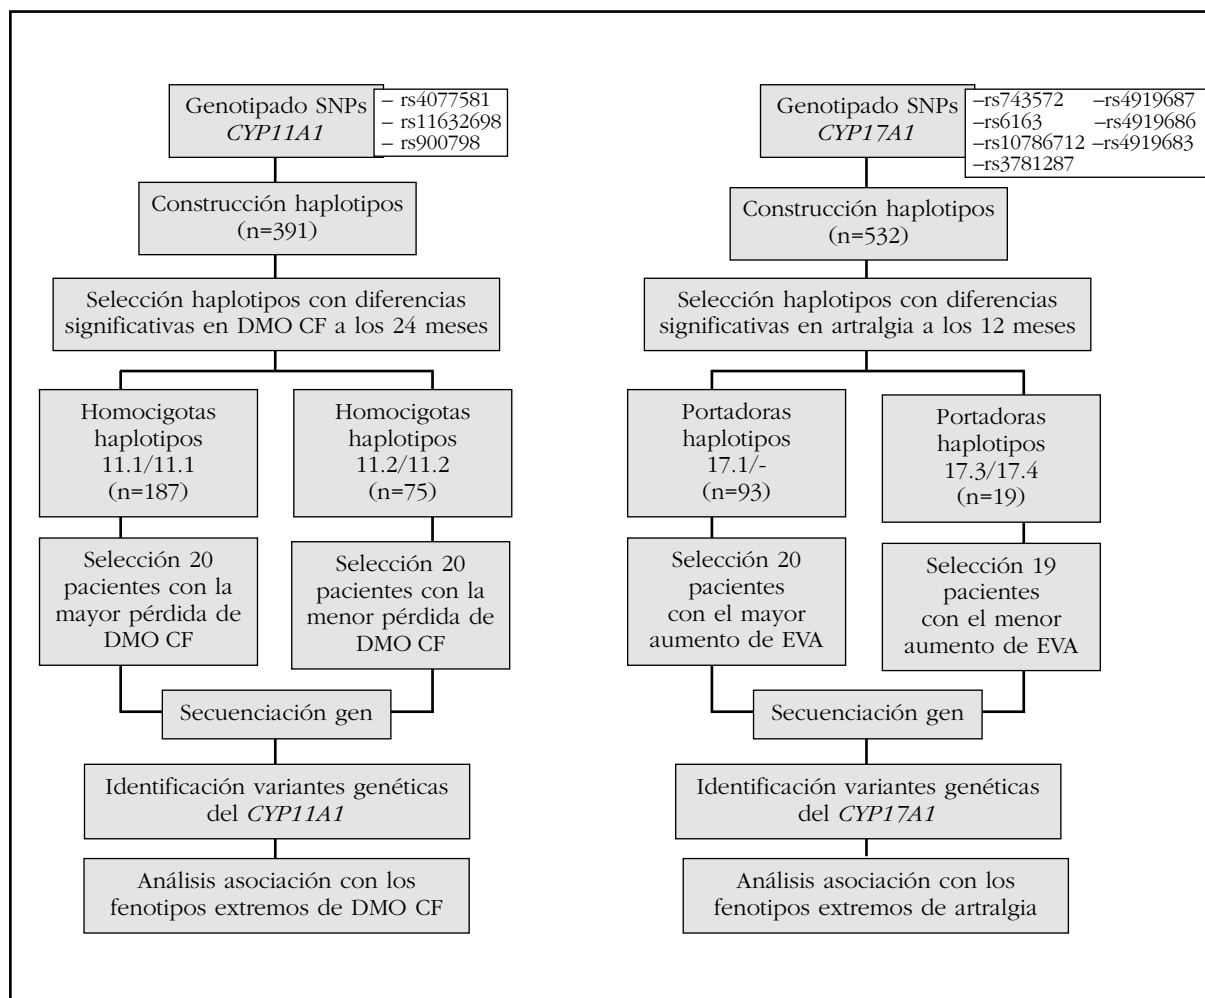 Genotipado SNPs
CYP11A1
– rs4077581
– rs11632698
– rs900798
Construcción haplotipos
(n=391)
Selección haplotipos con diferencias
significativas en DMO CF a los 24 meses
Homocigotas
haplotipos
11.1/11.1
(n=187)
Homocigotas
haplotipos
11.2/11.2
(n=75)
Selección 20
pacientes con la
mayor pérdida de
DMO CF
Selección 20
pacientes con la
menor pérdida de
DMO CF
Secuenciación gen
Identificación variantes genéticas
del CYP11A1
Análisis asociación con los
fenotipos extremos de DMO CF
Genotipado SNPs
CYP17A1
–rs743572 –rs4919687
–rs6163 –rs4919686
–rs10786712 –rs4919683
–rs3781287
Construcción haplotipos
(n=532)
Selección haplotipos con diferencias
significativas en artralgia a los 12 meses
Portadoras
haplotipos
17.1/-
(n=93)
Portadoras
haplotipos
17.3/17.4
(n=19)
Selección 20
pacientes
con el mayor
aumento de EVA
Selección 19
pacientes
con el menor
aumento de EVA
Secuenciación gen
Identificación variantes genéticas
del CYP17A1
Análisis asociación con los
fenotipos extremos de artralgia